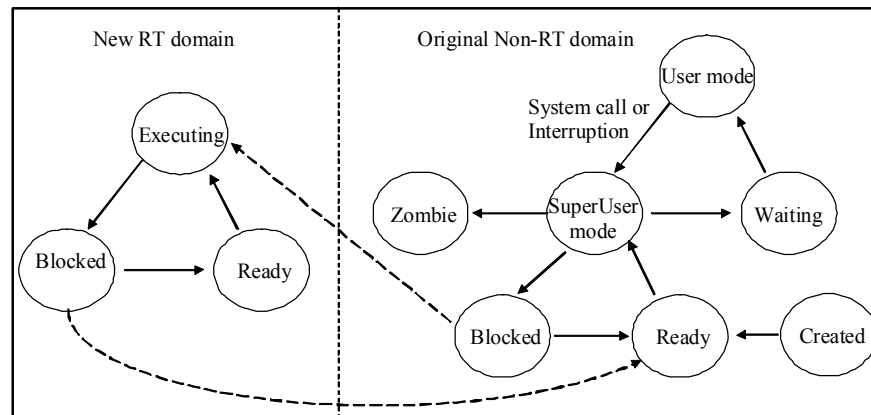 New RT domain
Original Non-RT domain
User mode
System call or
Interruption
Executing
Zombie
SuperUser
mode
Waiting
Blocked
Ready
Blocked
Ready
Created